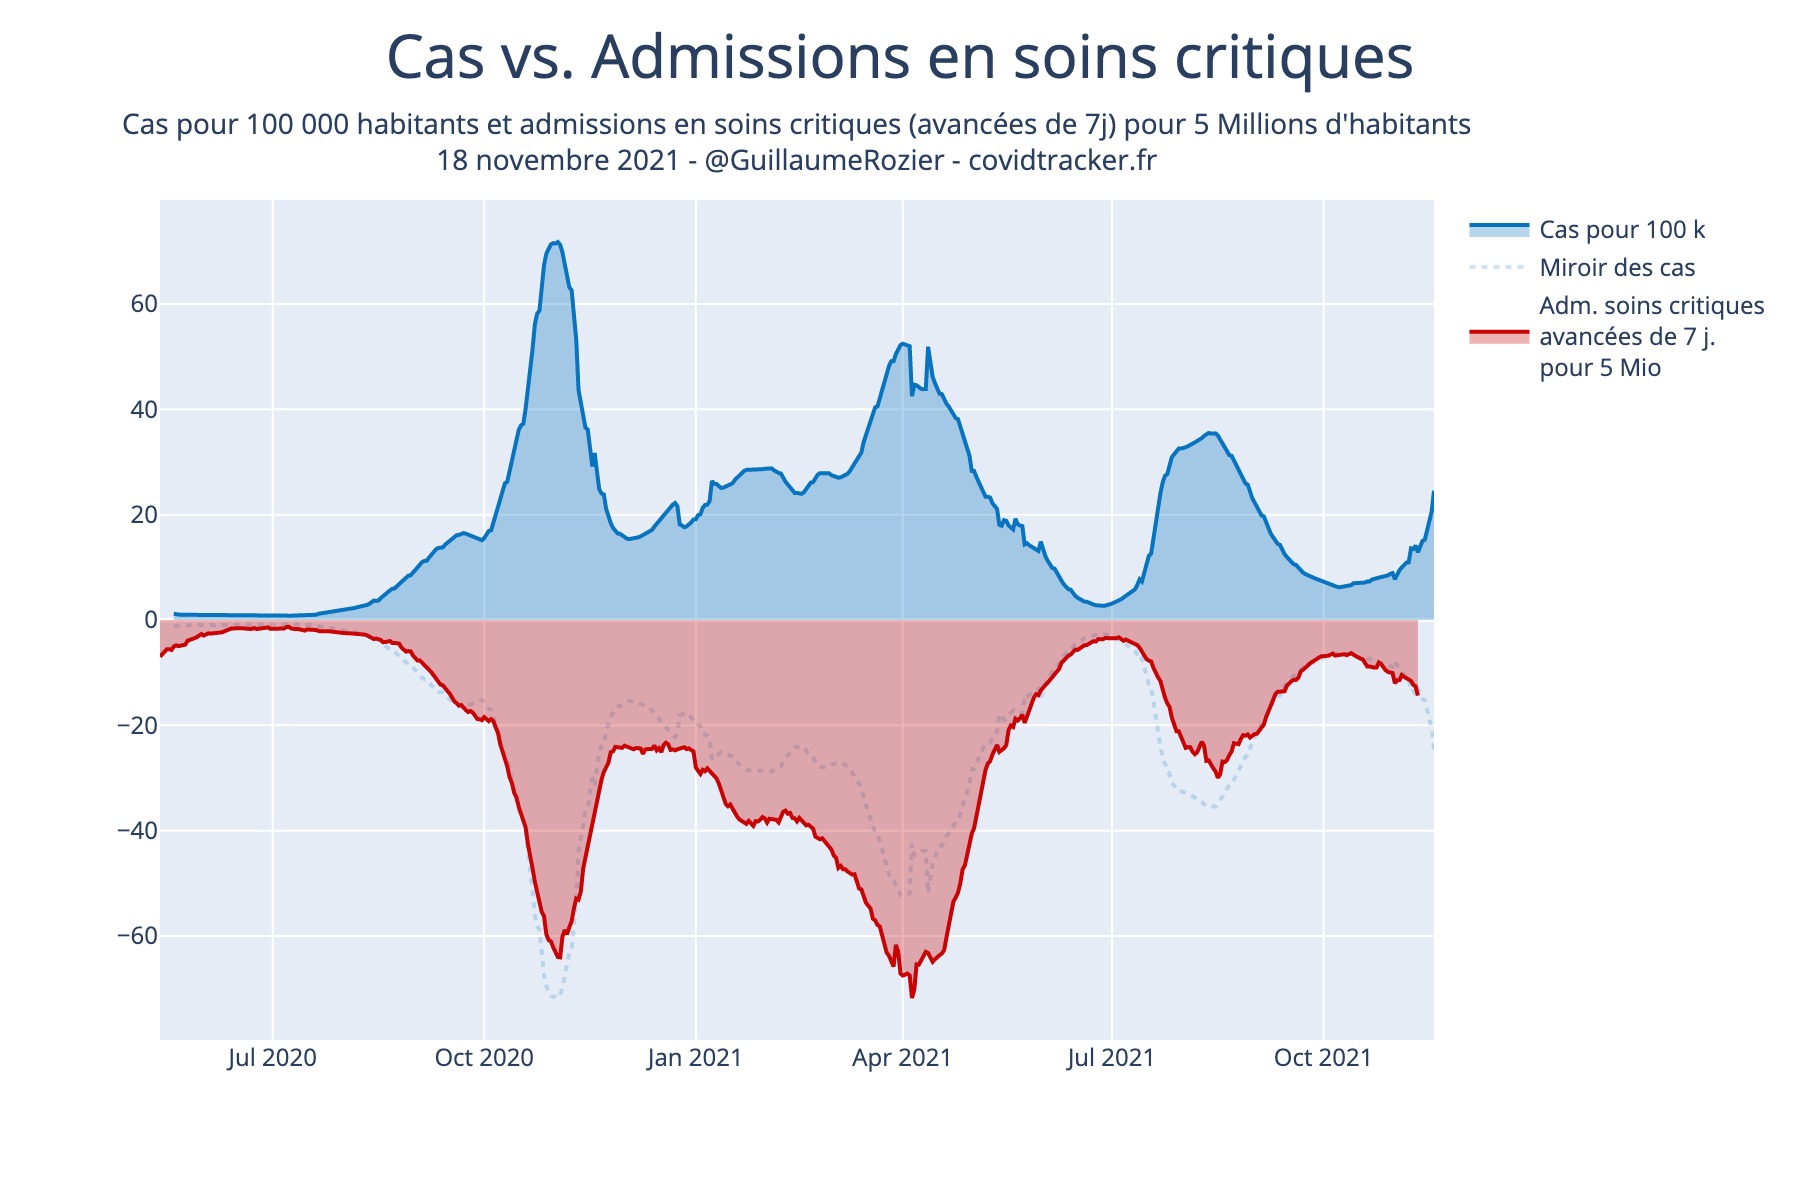 Cas vs. Admissions en soins critiques
Cas pour 100 000 habitants et admissions en soins critiques (avancées de 7j) pour 5 Millions d'habitants
18 novembre 2021 - @GuillaumeRozier - covidtracker.fr
Cas pour 100 k
Miroir des cas
Adm. soins critiques
avancées de 7 j.
pour 5 Mio
60
40
20
0
−20
−40
−60
Jul 2020
Oct 2020
Jan 2021
Apr 2021
Jul 2021
Oct 2021